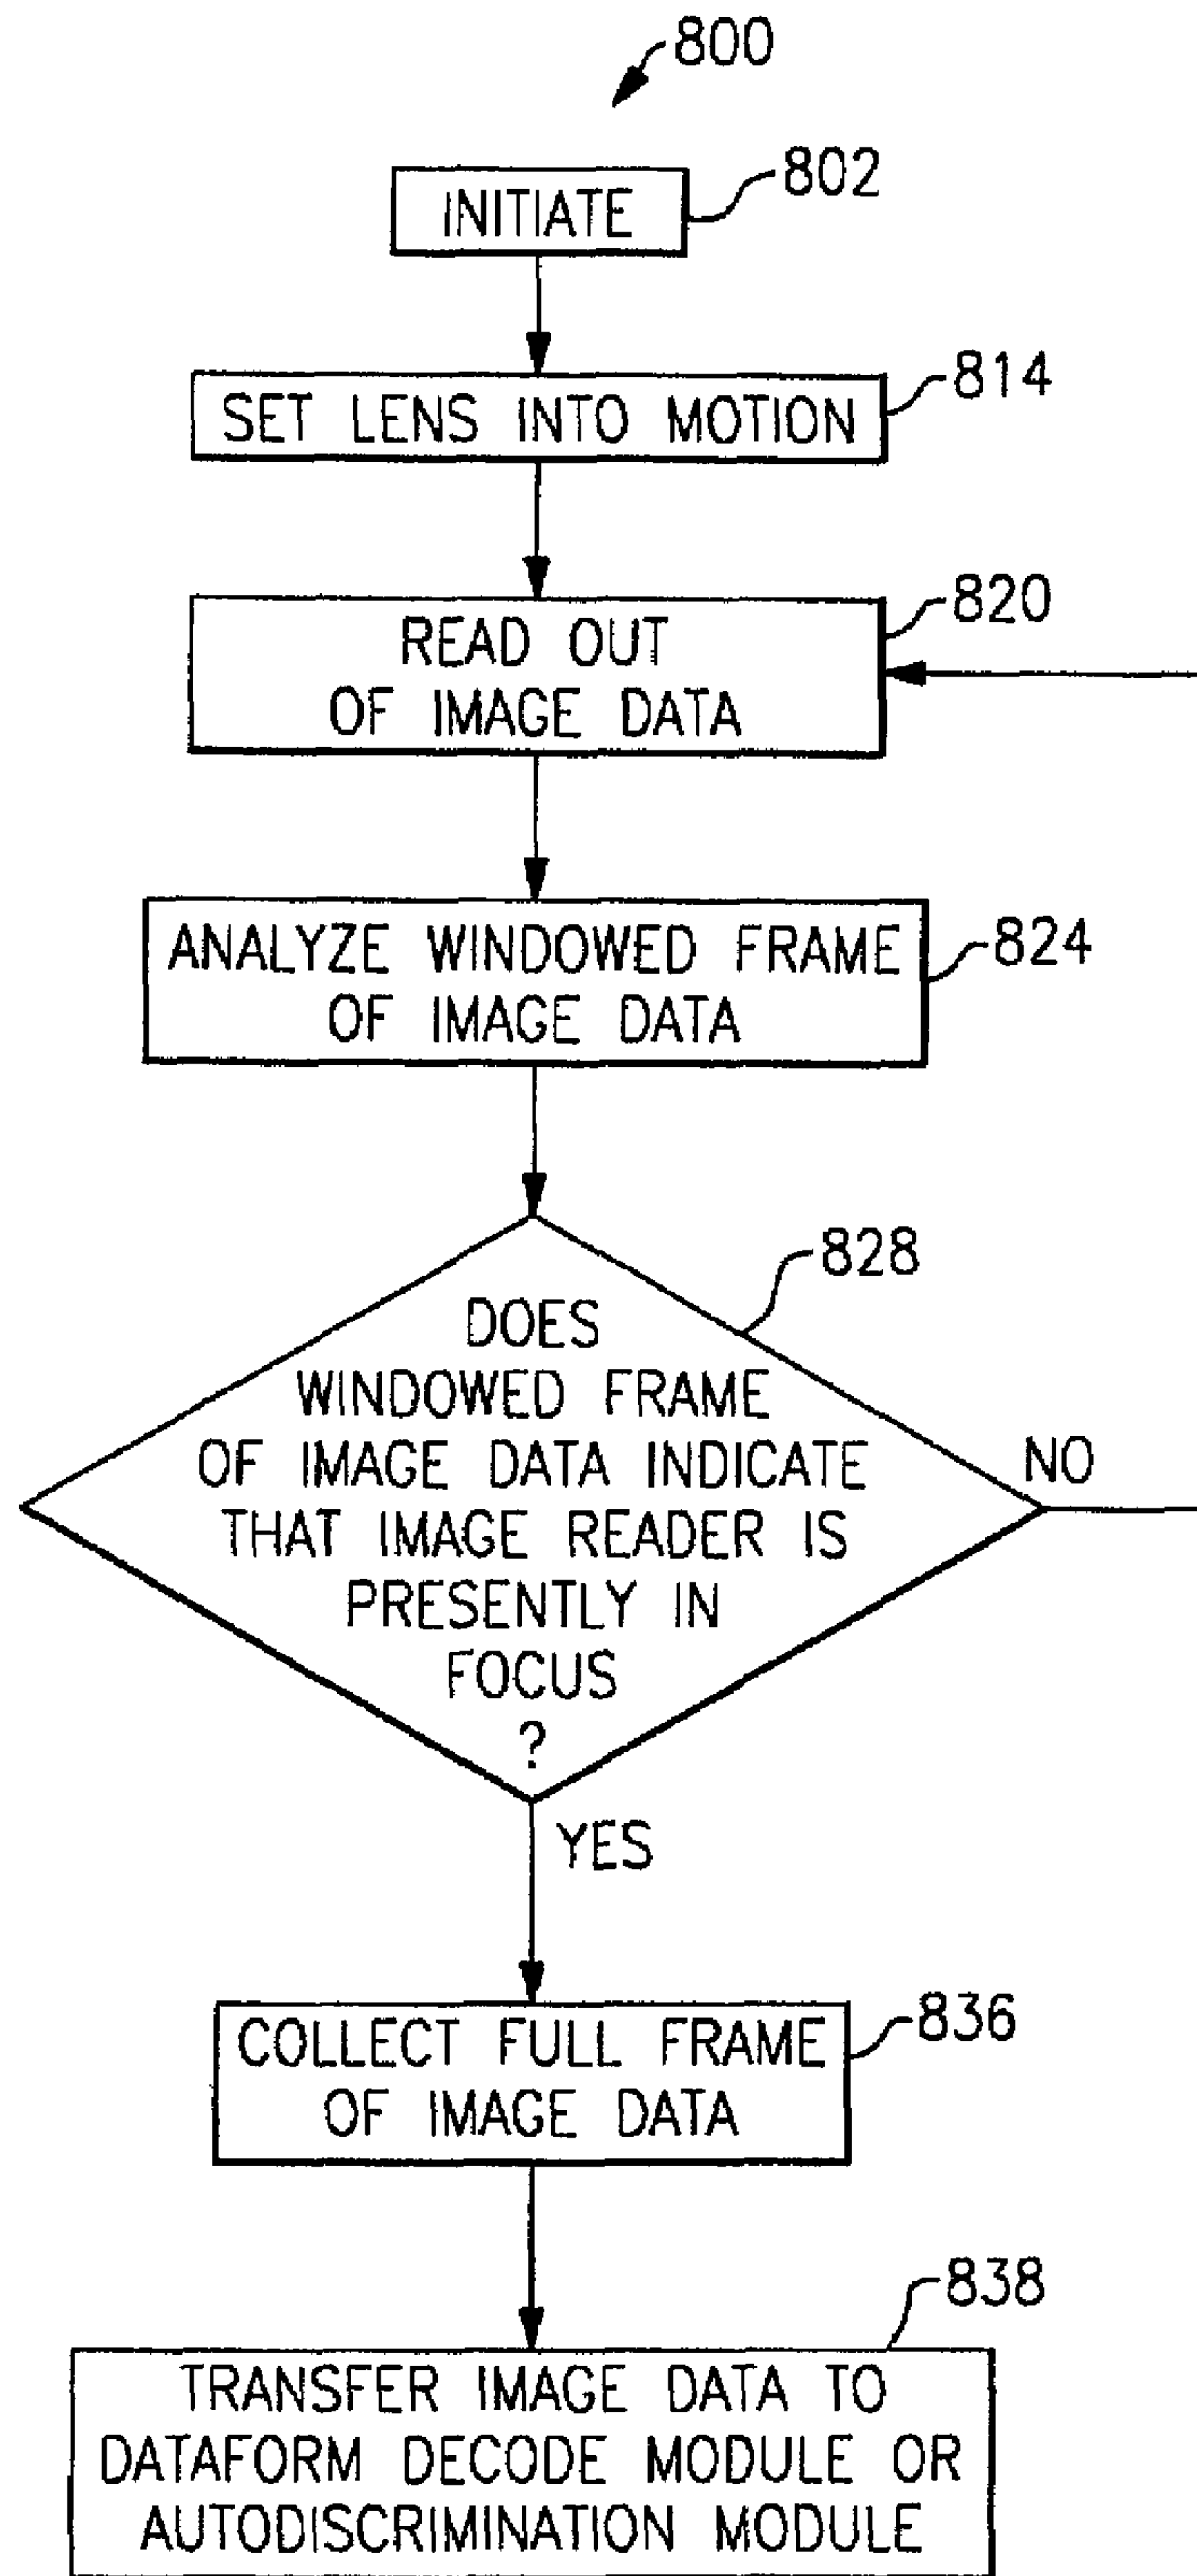 800
INITIATE
802
SET LENS INTO MOTION
814
READ OUT
OF IMAGE DATA
820
ANALYZE WINDOWED FRAME
OF IMAGE DATA
824
828
DOES
WINDOWED FRAME
OF IMAGE DATA INDICATE
THAT IMAGE READER IS
PRESENTLY IN
FOCUS
?
NO
YES
COLLECT FULL FRAME
OF IMAGE DATA
836
838
TRANSFER IMAGE DATA TO
DATAFORM DECODE MODULE OR
AUTODISCRIMINATION MODULE